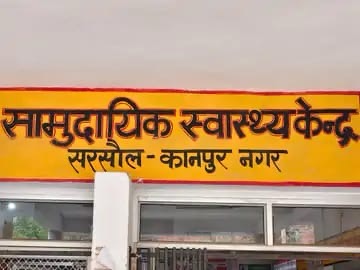 सामुदायिक स्वास्थ्य केन्द्र
सरसौल - कानपुर नगर